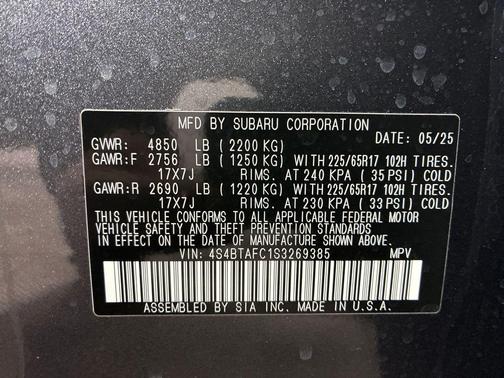 MFD BY SUBARU CORPORATION
DATE: 05/25
GVWR: 4850 LB (2200 KG)
GAWR:F 2756 LB (1250 KG) WITH 225/65R17 102H TIRES.
17X7J RIMS. AT 240 KPA (35 PSI) COLD
GAWR:R 2690 LB (1220 KG) WITH 225/65R17 102H TIRES.
17X7J RIMS. AT 230 KPA (33 PSI) COLD
THIS VEHICLE CONFORMS TO ALL APPLICABLE FEDERAL MOTOR
VEHICLE SAFETY AND THEFT PREVENTION STANDARDS
IN EFFECT ON THE DATE OF MANUFACTURE SHOWN ABOVE.
VIN: 4S4BTAFC1S3269385 MPV
ASSEMBLED BY SIA INC. MADE IN U.S.A.